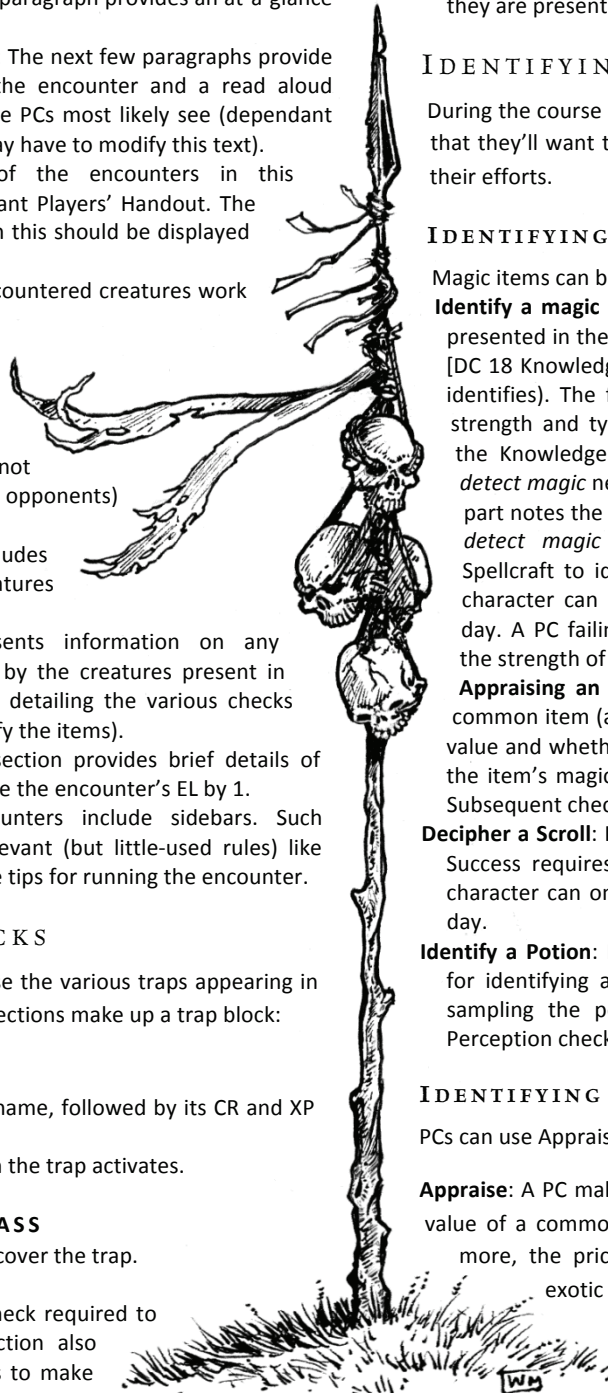 paragraph provides an at-a-glance
The next few paragraphs provide
the encounter and a read aloud
e PCs most likely see (dependant
ay have to modify this text).
of the encounters in this
ant Players' Handout. The
n this should be displayed
countered creatures work
not
opponents)
udes
atures
sents information on any
by the creatures present in
detailing the various checks
fy the items).
section provides brief details of
e the encounter's EL by 1.
unters include sidebars. Such
evant (but little-used rules) like
e tips for running the encounter.
CKS
se the various traps appearing in
ections make up a trap block:
name, followed by its CR and XP
n the trap activates.
ASS
cover the trap.
heck required to
ction also
s to make
they are present
IDENTIFYIN
During the course
that they'll want t
their efforts.
IDENTIFYING
Magic items can b
Identify a magic
presented in the
[DC 18 Knowledg
identifies). The f
strength and ty
the Knowledge
detect magic ne
part notes the
detect magic
Spellcraft to ic
character can
day. A PC failin
the strength of
Appraising an
common item (a
value and wheth
the item's magic
Subsequent chec
Decipher a Scroll:
Success requires
character can or
day.
Identify a Potion:
for identifying a
sampling the p
Perception check
IDENTIFYING
PCs can use Apprais
Appraise: A PC mal
value of a commo
more, the pric
exotic
WM